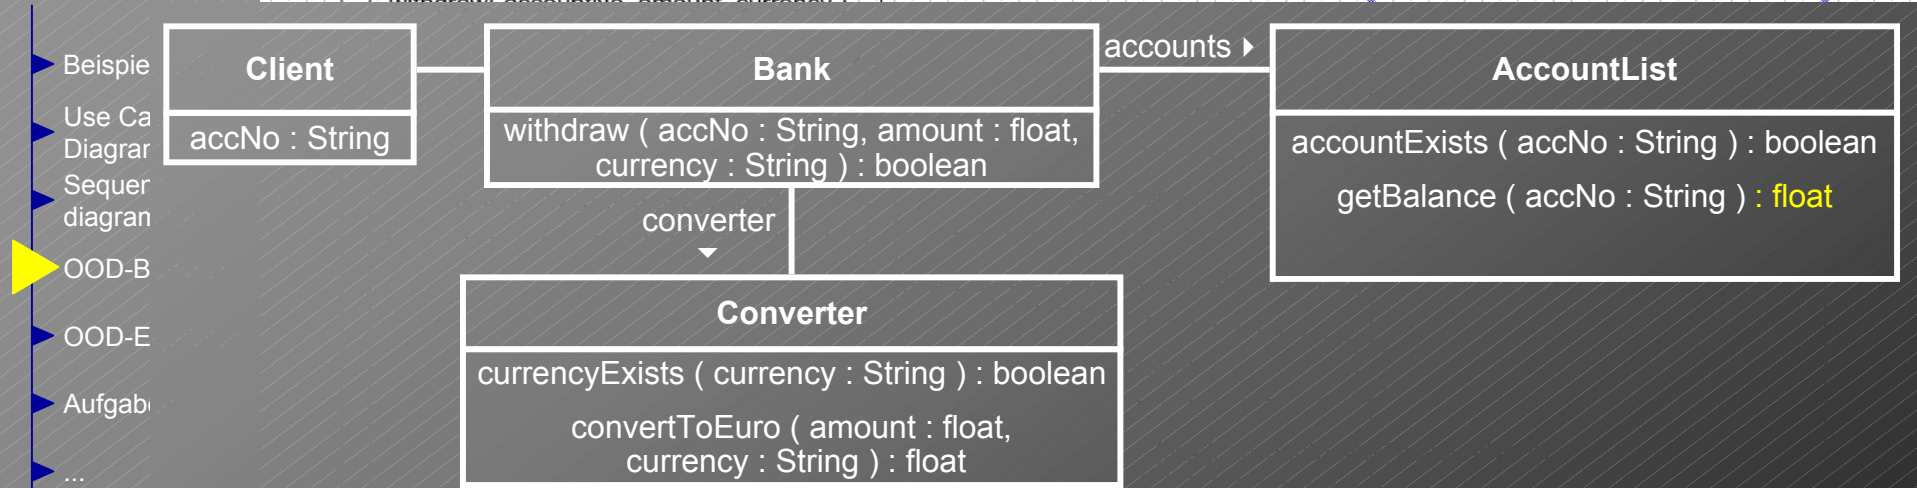 Beispie
Use Ca
Diagrar
Sequen
diagram
OOD-B
OOD-E
Aufgab
...
Client
accNo : String
Bank
withdraw ( accNo : String, amount : float,
currency : String ) : boolean
accounts
AccountList
accountExists ( accNo : String ) : boolean
getBalance ( accNo : String ) : float
converter
Converter
currencyExists ( currency : String ) : boolean
convertToEuro ( amount : float,
currency : String ) : float